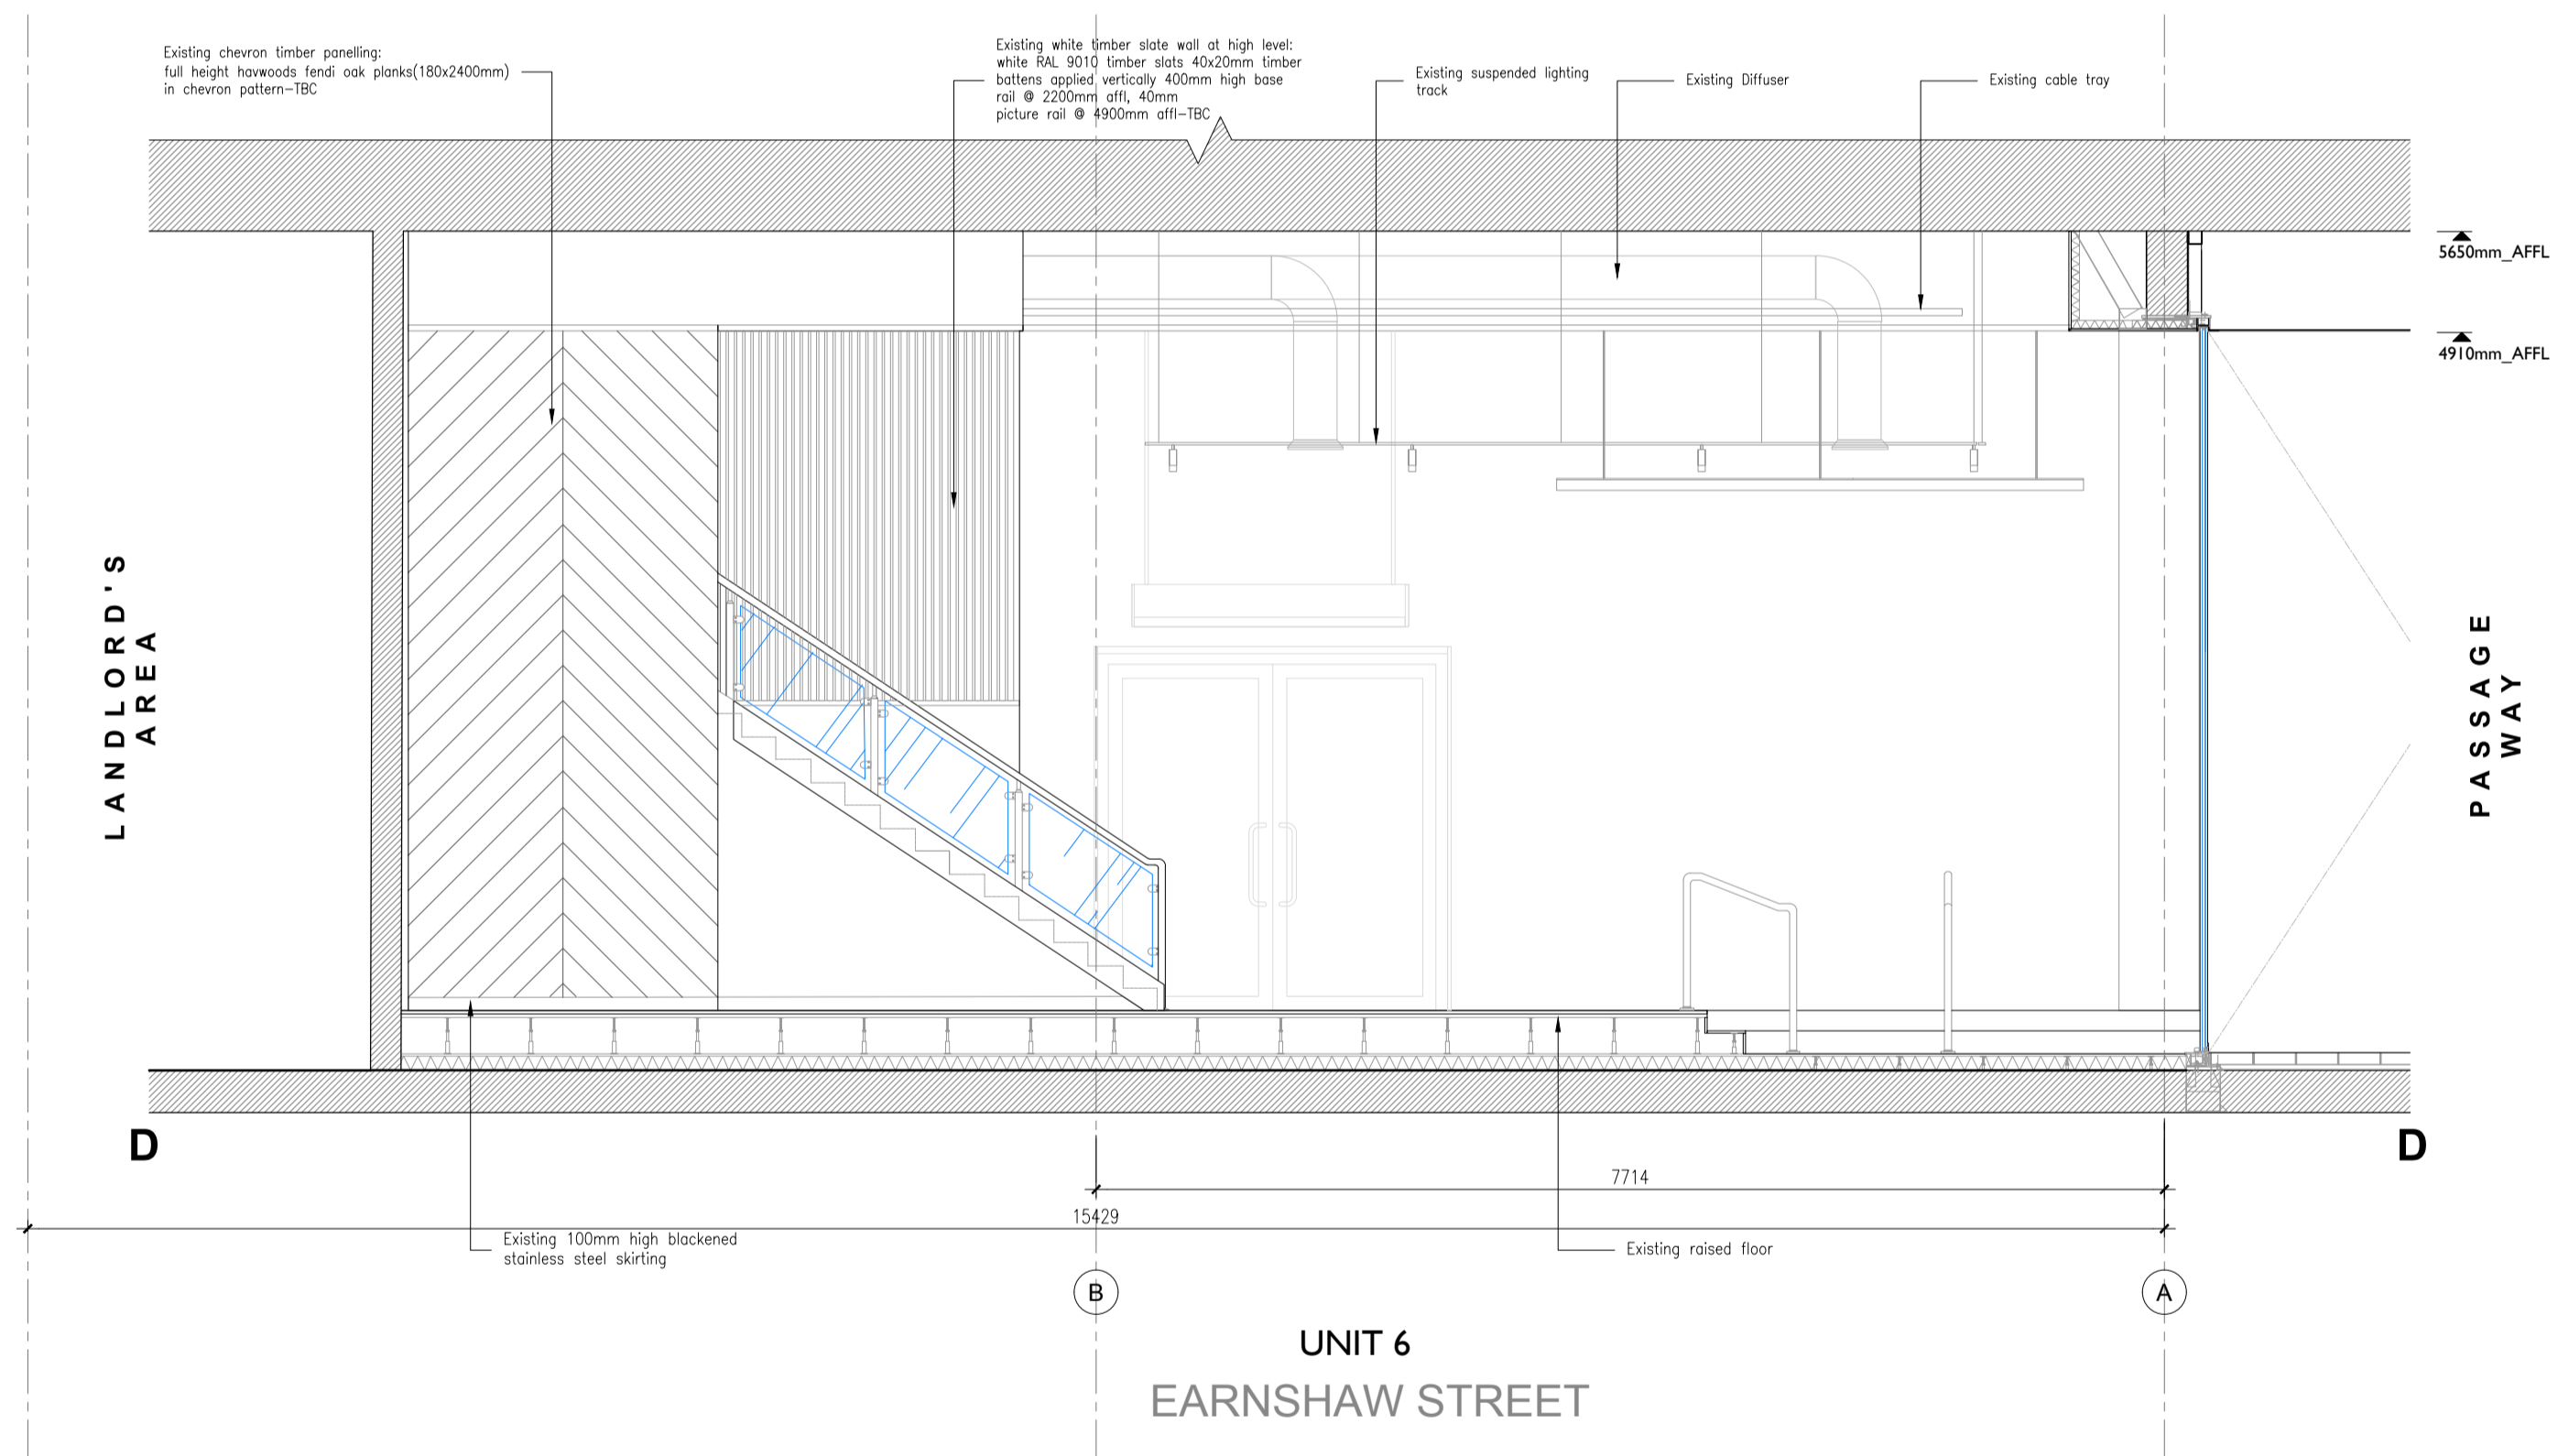 Existing chevron timber panelling:
full height havwoods fendi oak planks(180x2400mm)
in chevron pattern-TBC
Existing white timber slate wall at high level:
white RAL 9010 timber slats 40x20mm timber
battens applied vertically 400mm high base
rail @ 2200mm affl, 40mm
picture rail @ 4900mm affl-TBC
Existing suspended lighting
track
Existing Diffuser
Existing cable tray
5650mm_AFFL
4910mm_AFFL
LANDLORD'S
AREA
PASSAGE
WAY
D
D
7714
15429
Existing 100mm high blackened
stainless steel skirting
Existing raised floor
B
A
UNIT 6
EARNSHAW STREET